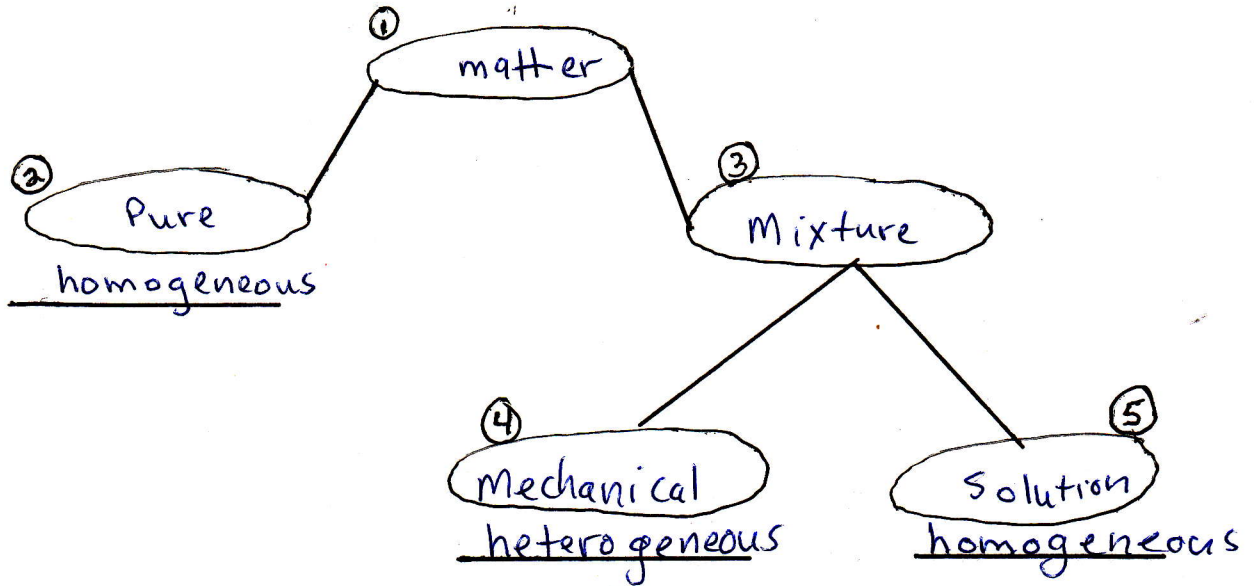 ①
matter
②
Pure
③
Mixture
homogeneous
④
⑤
Mechanical
Solution
heterogeneous
homogeneous